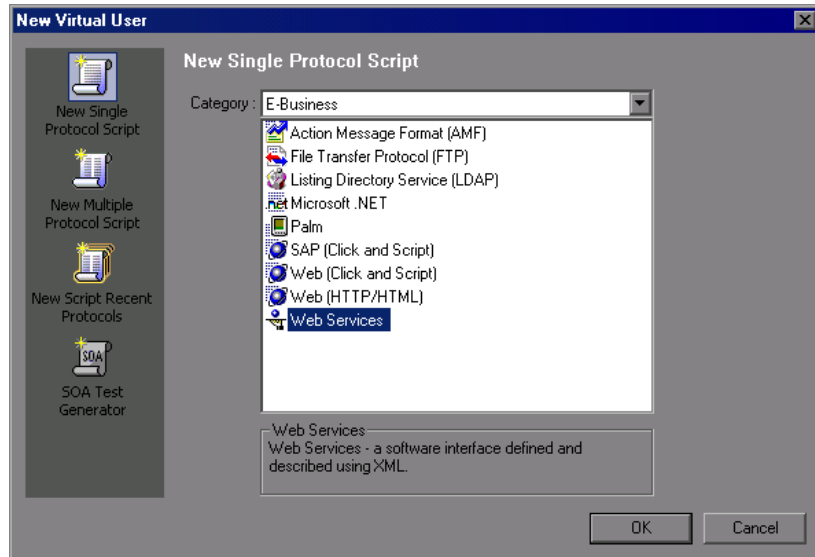 New Virtual User
New Single
Protocol Script
New Multiple
Protocol Script
New Script Recent
Protocols
SOA
SOA Test
Generator
New Single Protocol Script
Category :
E-Business
Action Message Format (AMF)
File Transfer Protocol (FTP)
Listing Directory Service (LDAP)
.net Microsoft .NET
Palm
SAP (Click and Script)
Web (Click and Script)
Web (HTTP/HTML)
Web Services
Web Services
Web Services - a software interface defined and
described using XML.
OK
Cancel